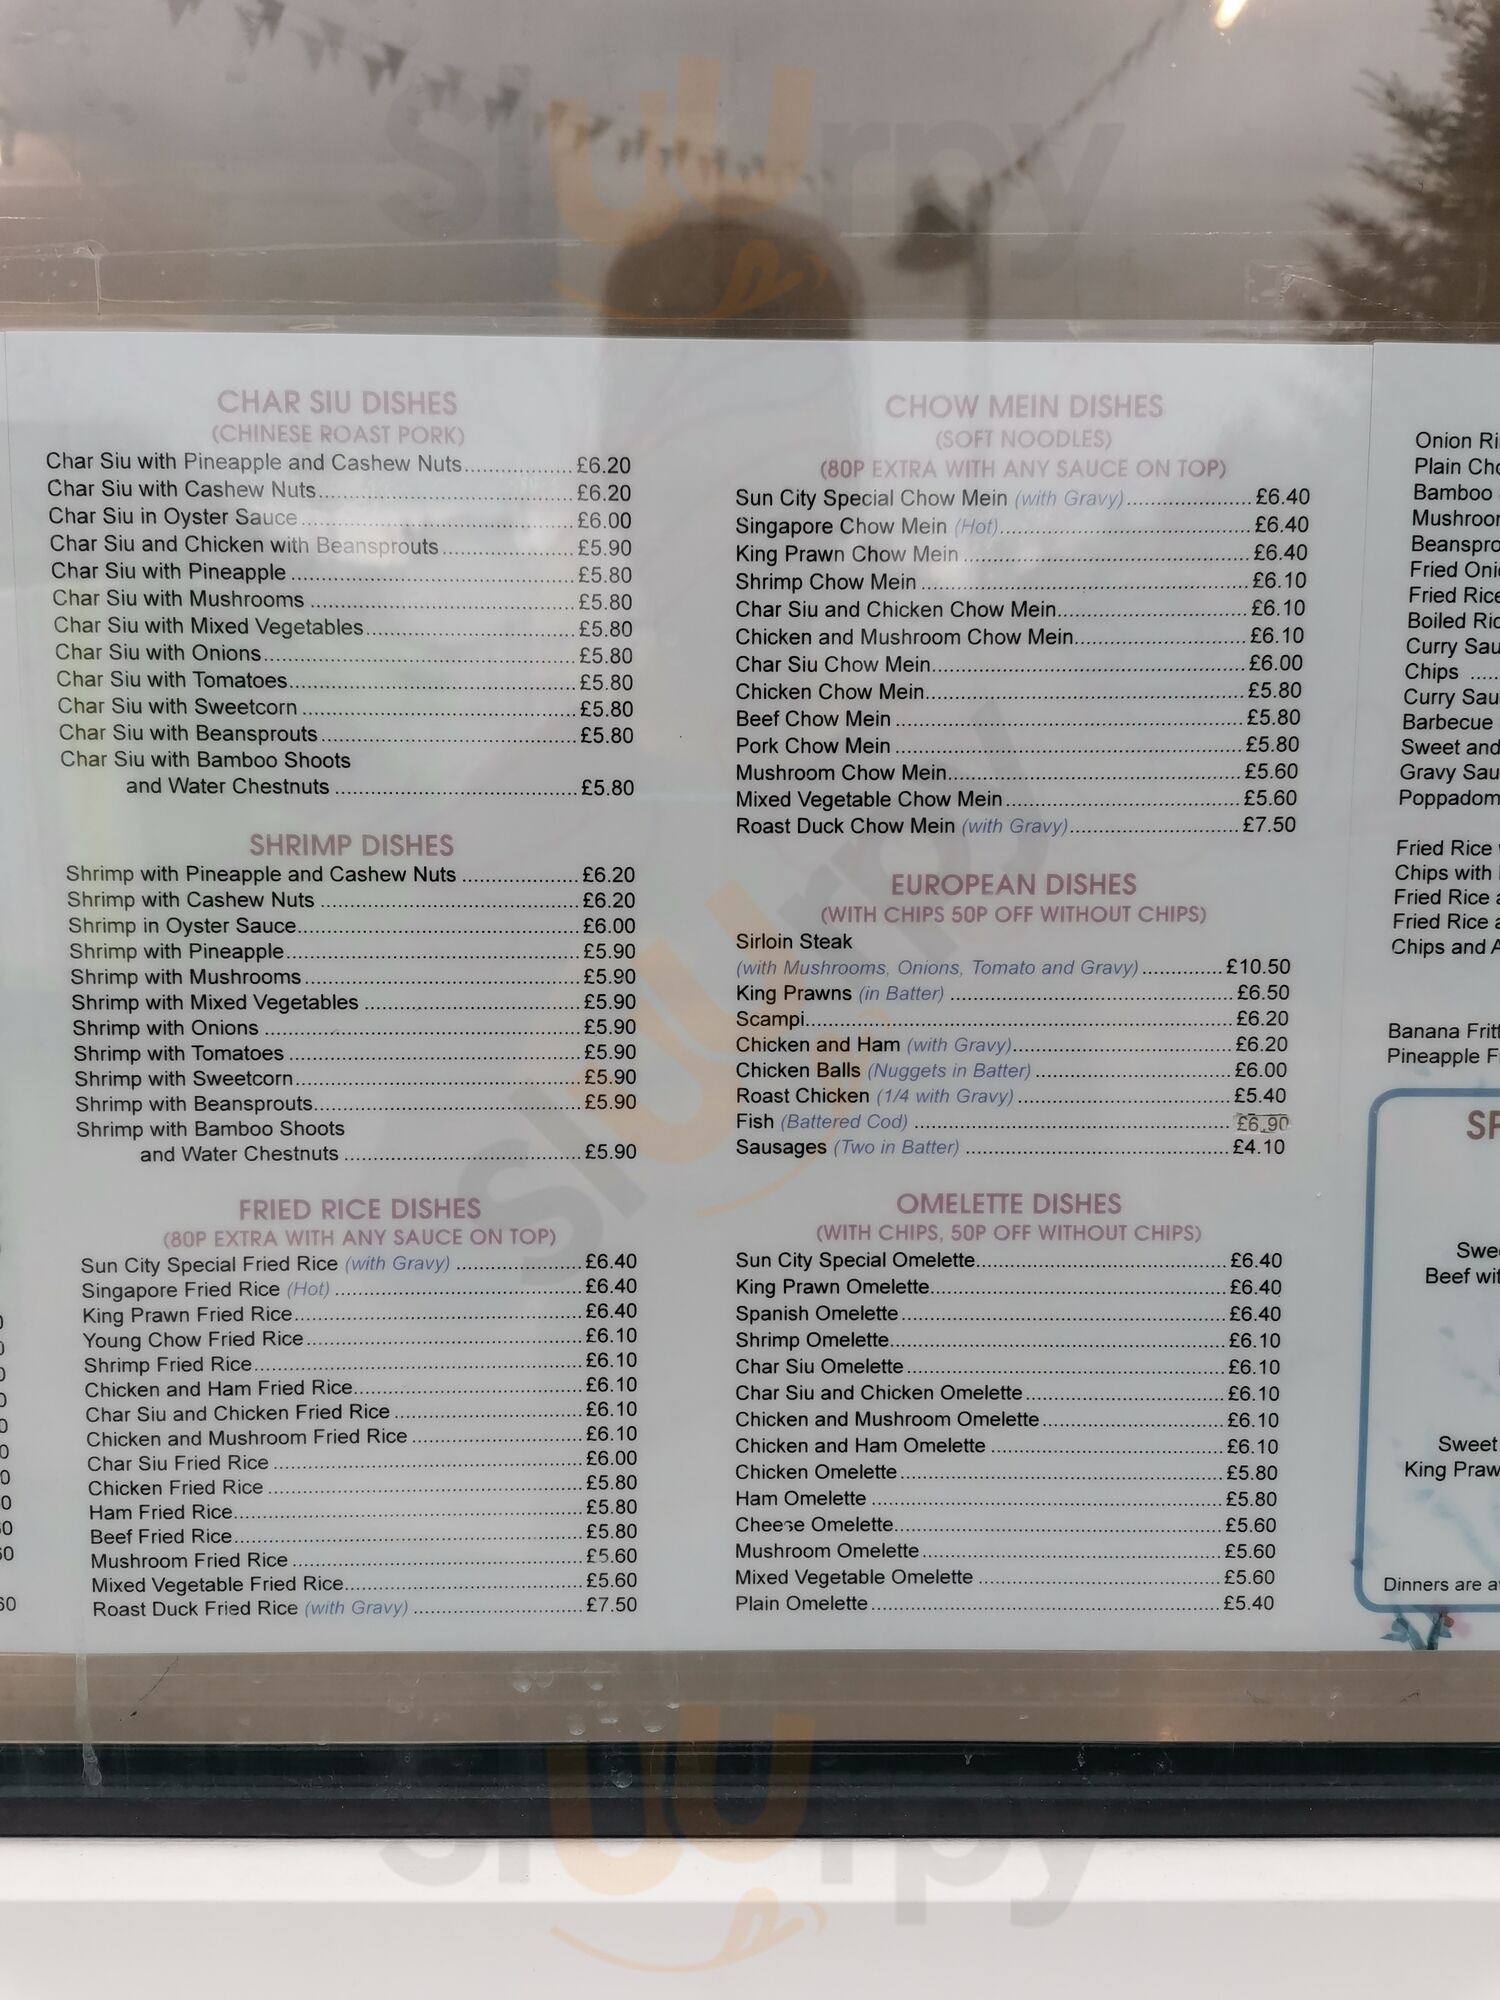 CHAR SIU DISHES
(CHINESE ROAST PORK)
Char Siu with Pineapple and Cashew Nuts.....................£6.20
Char Siu with Cashew Nuts.....................£6.20
Char Siu in Oyster Sauce.....................£6.00
Char Siu and Chicken with Beansprouts.....................£5.90
Char Siu with Pineapple.....................£5.80
Char Siu with Mushrooms.....................£5.80
Char Siu with Mixed Vegetables.....................£5.80
Char Siu with Onions.....................£5.80
Char Siu with Tomatoes.....................£5.80
Char Siu with Sweetcorn.....................£5.80
Char Siu with Beansprouts.....................£5.80
Char Siu with Bamboo Shoots
and Water Chestnuts.....................£5.80
SHRIMP DISHES
Shrimp with Pineapple and Cashew Nuts.....................£6.20
Shrimp with Cashew Nuts.....................£6.20
Shrimp in Oyster Sauce.....................£6.00
Shrimp with Pineapple.....................£5.90
Shrimp with Mushrooms.....................£5.90
Shrimp with Mixed Vegetables.....................£5.90
Shrimp with Onions.....................£5.90
Shrimp with Tomatoes.....................£5.90
Shrimp with Sweetcorn.....................£5.90
Shrimp with Beansprouts.....................£5.90
Shrimp with Bamboo Shoots
and Water Chestnuts.....................£5.90
FRIED RICE DISHES
(80P EXTRA WITH ANY SAUCE ON TOP)
Sun City Special Fried Rice (with Gravy).....................£6.40
Singapore Fried Rice (Hot).....................£6.40
King Prawn Fried Rice.....................£6.40
Young Chow Fried Rice.....................£6.10
Shrimp Fried Rice.....................£6.10
Chicken and Ham Fried Rice.....................£6.10
Char Siu and Chicken Fried Rice.....................£6.10
Chicken and Mushroom Fried Rice.....................£6.10
Char Siu Fried Rice.....................£6.00
Chicken Fried Rice.....................£5.80
Ham Fried Rice.....................£5.80
Beef Fried Rice.....................£5.80
Mushroom Fried Rice.....................£5.60
Mixed Vegetable Fried Rice.....................£5.60
Roast Duck Fried Rice (with Gravy).....................£7.50
CHOW MEIN DISHES
(SOFT NOODLES)
(80P EXTRA WITH ANY SAUCE ON TOP)
Sun City Special Chow Mein (with Gravy).....................£6.40
Singapore Chow Mein (Hot).....................£6.40
King Prawn Chow Mein.....................£6.40
Shrimp Chow Mein.....................£6.10
Char Siu and Chicken Chow Mein.....................£6.10
Chicken and Mushroom Chow Mein.....................£6.10
Char Siu Chow Mein.....................£6.00
Chicken Chow Mein.....................£5.80
Beef Chow Mein.....................£5.80
Pork Chow Mein.....................£5.80
Mushroom Chow Mein.....................£5.60
Mixed Vegetable Chow Mein.....................£5.60
Roast Duck Chow Mein (with Gravy).....................£7.50
EUROPEAN DISHES
(WITH CHIPS 50P OFF WITHOUT CHIPS)
Sirloin Steak
(with Mushrooms, Onions, Tomato and Gravy).....................£10.50
King Prawns (in Batter).....................£6.50
Scampi.....................£6.20
Chicken and Ham (with Gravy).....................£6.20
Chicken Balls (Nuggets in Batter).....................£6.00
Roast Chicken (1/4 with Gravy).....................£5.40
Fish (Battered Cod).....................£6.90
Sausages (Two in Batter).....................£4.10
OMELETTE DISHES
(WITH CHIPS, 50P OFF WITHOUT CHIPS)
Sun City Special Omelette.....................£6.40
King Prawn Omelette.....................£6.40
Spanish Omelette.....................£6.40
Shrimp Omelette.....................£6.10
Char Siu Omelette.....................£6.10
Char Siu and Chicken Omelette.....................£6.10
Chicken and Mushroom Omelette.....................£6.10
Chicken and Ham Omelette.....................£6.10
Chicken Omelette.....................£5.80
Ham Omelette.....................£5.80
Cheese Omelette.....................£5.60
Mushroom Omelette.....................£5.60
Mixed Vegetable Omelette.....................£5.60
Plain Omelette.....................£5.40
Onion Ri
Plain Cho
Bamboo
Mushroor
Beanspro
Fried Oni
Fried Rice
Boiled Ric
Curry Sau
Chips .....
Curry Sau
Barbecue
Sweet and
Gravy Sau
Poppadom
Fried Rice
Chips with
Fried Rice a
Fried Rice a
Chips and A
Banana Fritt
Pineapple F
SP
Swee
Beef wit
Sweet
King Praw
Dinners are av
slurpy
slurpy
slurpy